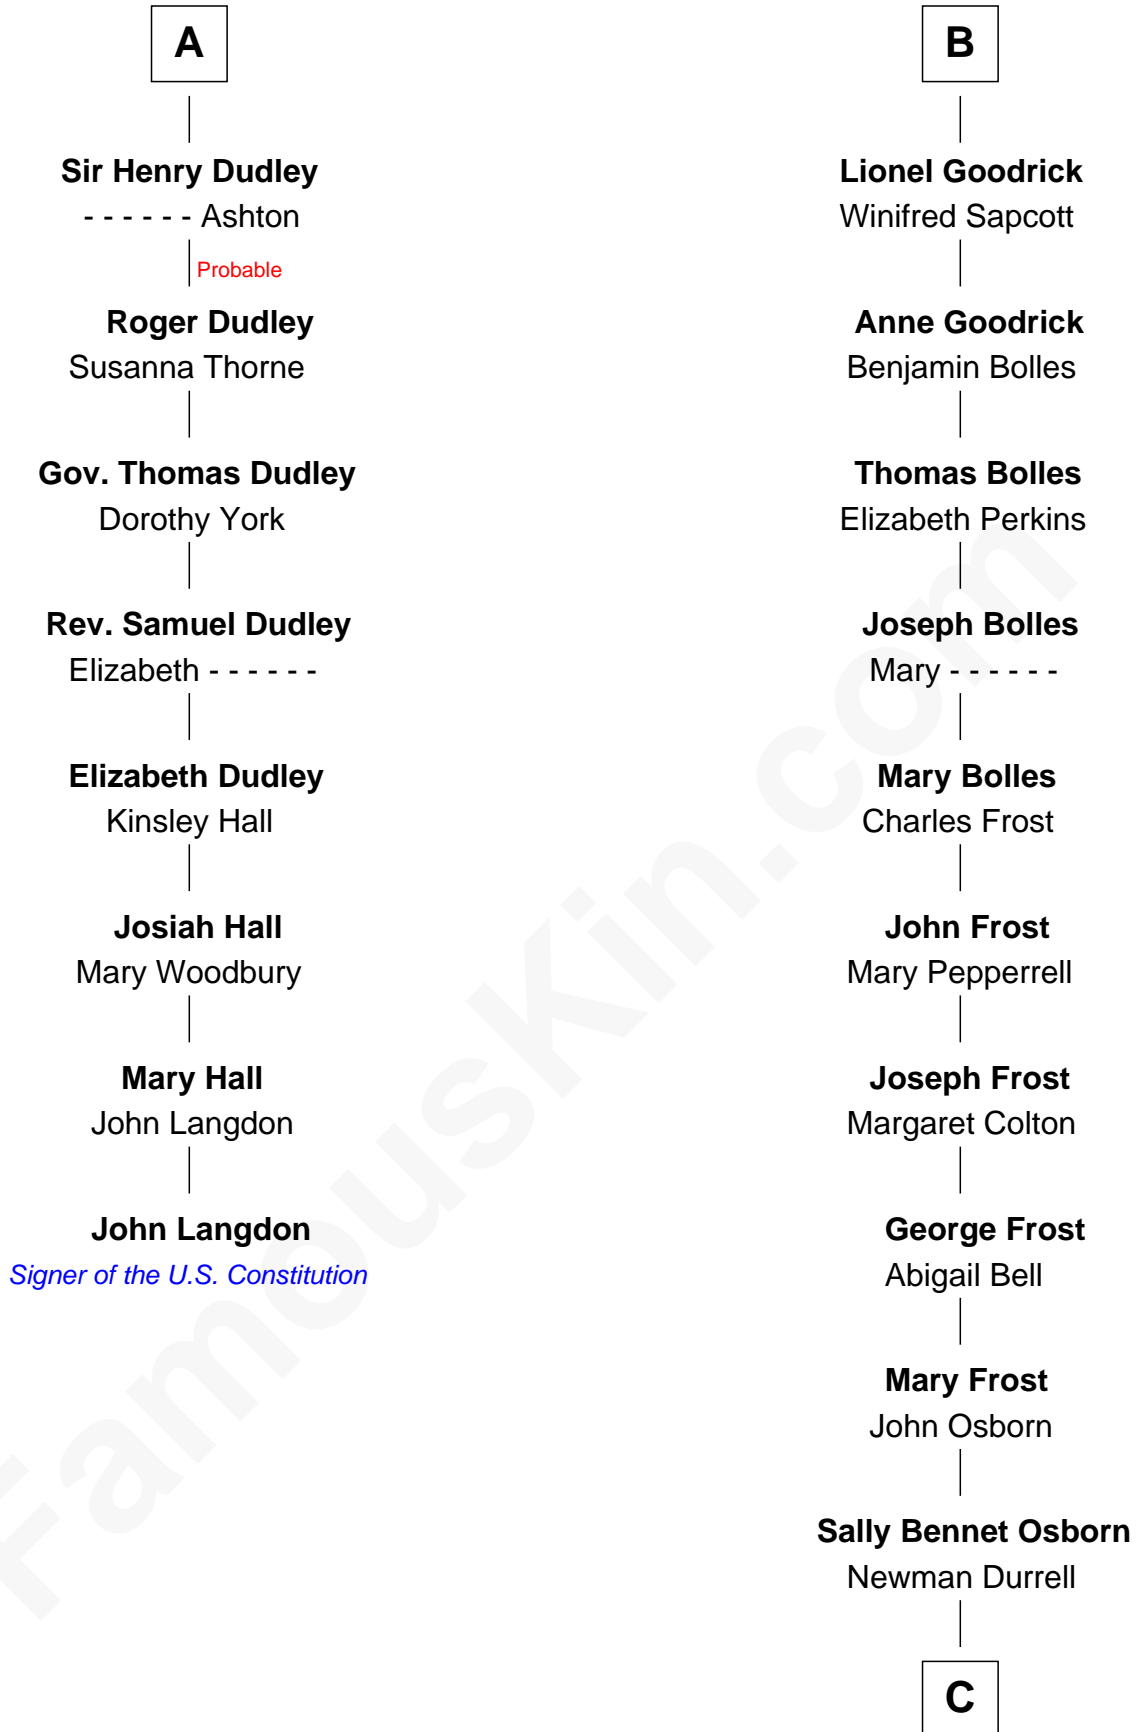 A
Sir Henry Dudley
- - - - - - Ashton
Probable
Roger Dudley
Susanna Thorne
Gov. Thomas Dudley
Dorothy York
Rev. Samuel Dudley
Elizabeth - - - - - -
Elizabeth Dudley
Kinsley Hall
Josiah Hall
Mary Woodbury
Mary Hall
John Langdon
John Langdon
Signer of the U.S. Constitution
B
Lionel Goodrick
Winifred Sapcott
Anne Goodrick
Benjamin Bolles
Thomas Bolles
Elizabeth Perkins
Joseph Bolles
Mary - - - - - -
Mary Bolles
Charles Frost
John Frost
Mary Pepperrell
Joseph Frost
Margaret Colton
George Frost
Abigail Bell
Mary Frost
John Osborn
Sally Bennet Osborn
Newman Durrell
C
FamousKin.com